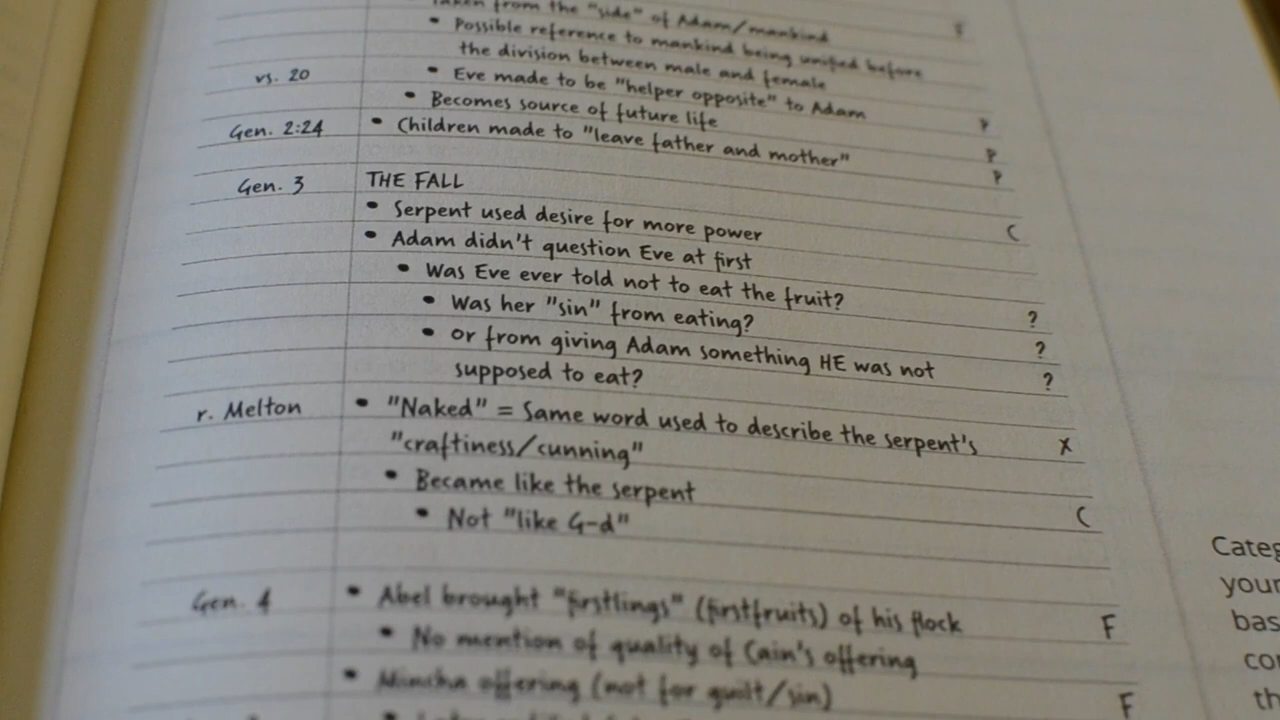 Taken from the "side" of Adam/mankind F
• Possible reference to mankind being unified before
the division between male and female
vs. 20 • Eve made to be "helper opposite" to Adam P
• Becomes source of future life P
Gen. 2:24 • Children made to "leave father and mother" P
Gen. 3 THE FALL
• Serpent used desire for more power C
• Adam didn't question Eve at first
• Was Eve ever told not to eat the fruit? ?
• Was her "sin" from eating? ?
• or from giving Adam something HE was not ?
supposed to eat?
r. Melton • "Naked" = Same word used to describe the serpent's X
"craftiness/cunning"
• Became like the serpent C
• Not "like G-d"
Gen. 4 • Abel brought "firstlings" (firstfruits) of his flock F
• No mention of quality of Cain's offering
• Mincha offering (not for guilt/sin) F
Categ
your
bas
co
th